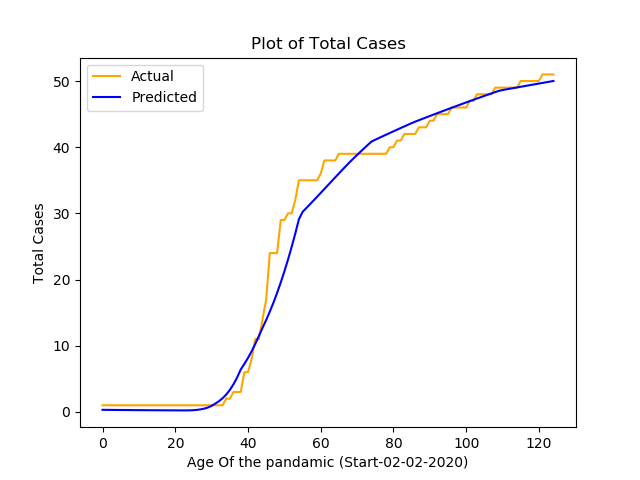 Plot of Total Cases
Actual
Predicted
50
40
30
20
10
0
Total Cases
0 20 40 60 80 100 120
Age Of the pandamic (Start-02-02-2020)